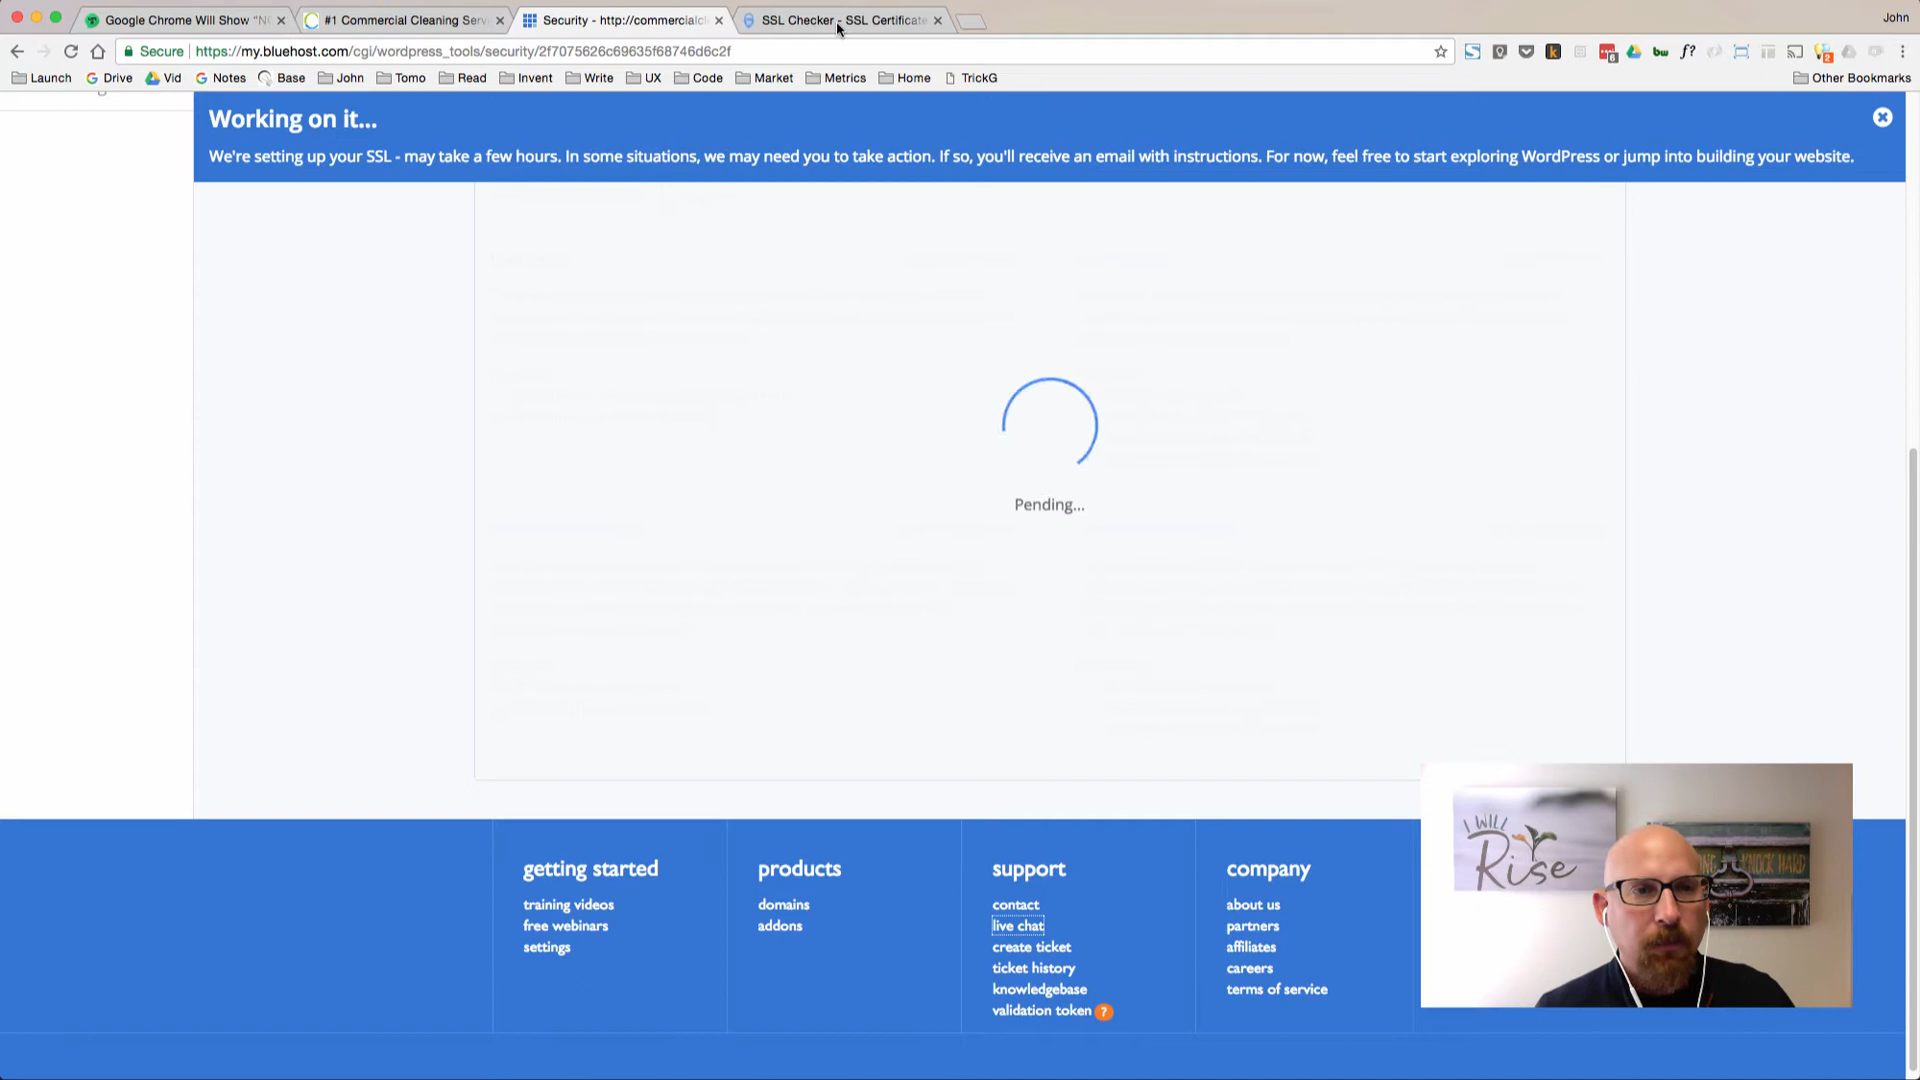 Google Chrome Will Show "N
#1 Commercial Cleaning Serv
Security - http://commercialcl
SSL Checker - SSL Certificate
John
Secure https://my.bluehost.com/cgi/wordpress_tools/security/2f7075626c69635f68746d6c2f
Launch Drive Vid Notes Base John Tomo Read Invent Write UX Code Market Metrics Home TrickG Other Bookmarks
Working on it...
We're setting up your SSL - may take a few hours. In some situations, we may need you to take action. If so, you'll receive an email with instructions. For now, feel free to start exploring WordPress or jump into building your website.
Pending...
getting started
training videos
free webinars
settings
products
domains
addons
support
contact
live chat
create ticket
ticket history
knowledgebase
validation token ?
company
about us
partners
affiliates
careers
terms of service
I WILL
Rise
KNOCK HARD